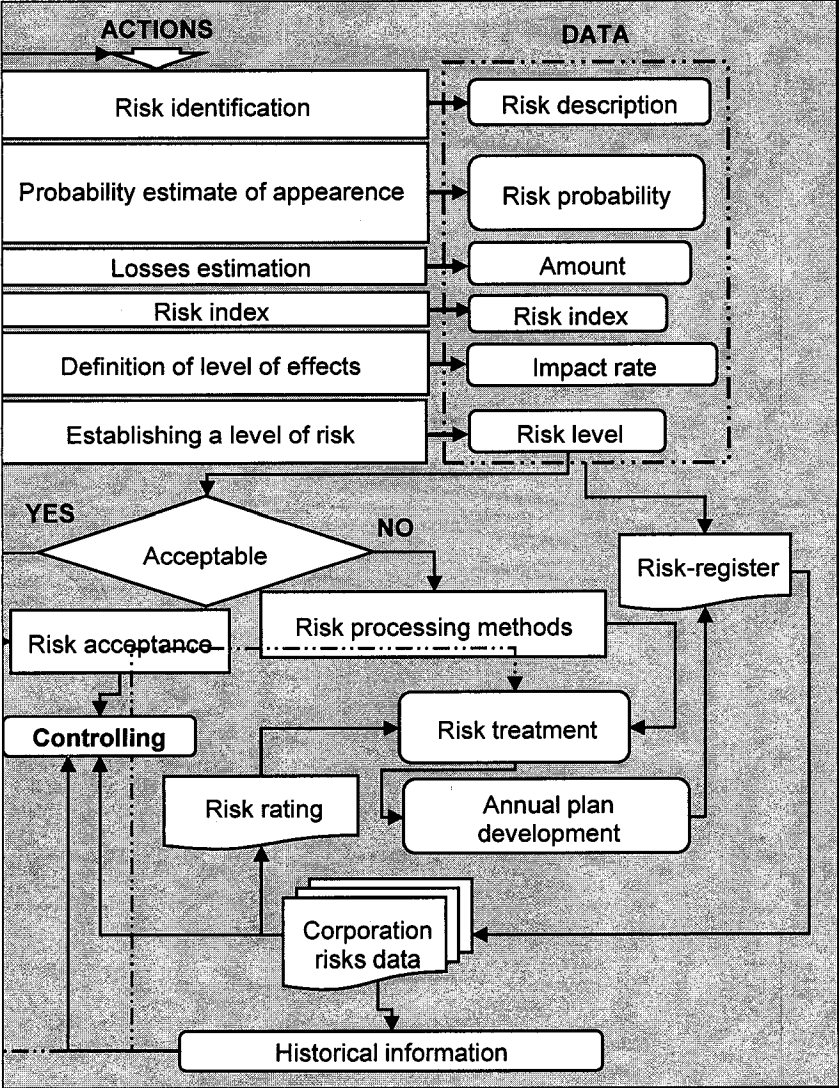 ACTIONS
DATA
Risk identification
Risk description
Probability estimate of appearence
Risk probability
Losses estimation
Amount
Risk index
Risk index
Definition of level of effects
Impact rate
Establishing a level of risk
Risk level
YES
NO
Acceptable
Risk-register
Risk acceptance
Risk processing methods
Controlling
Risk treatment
Risk rating
Annual plan
development
Corporation
risks data
Historical information